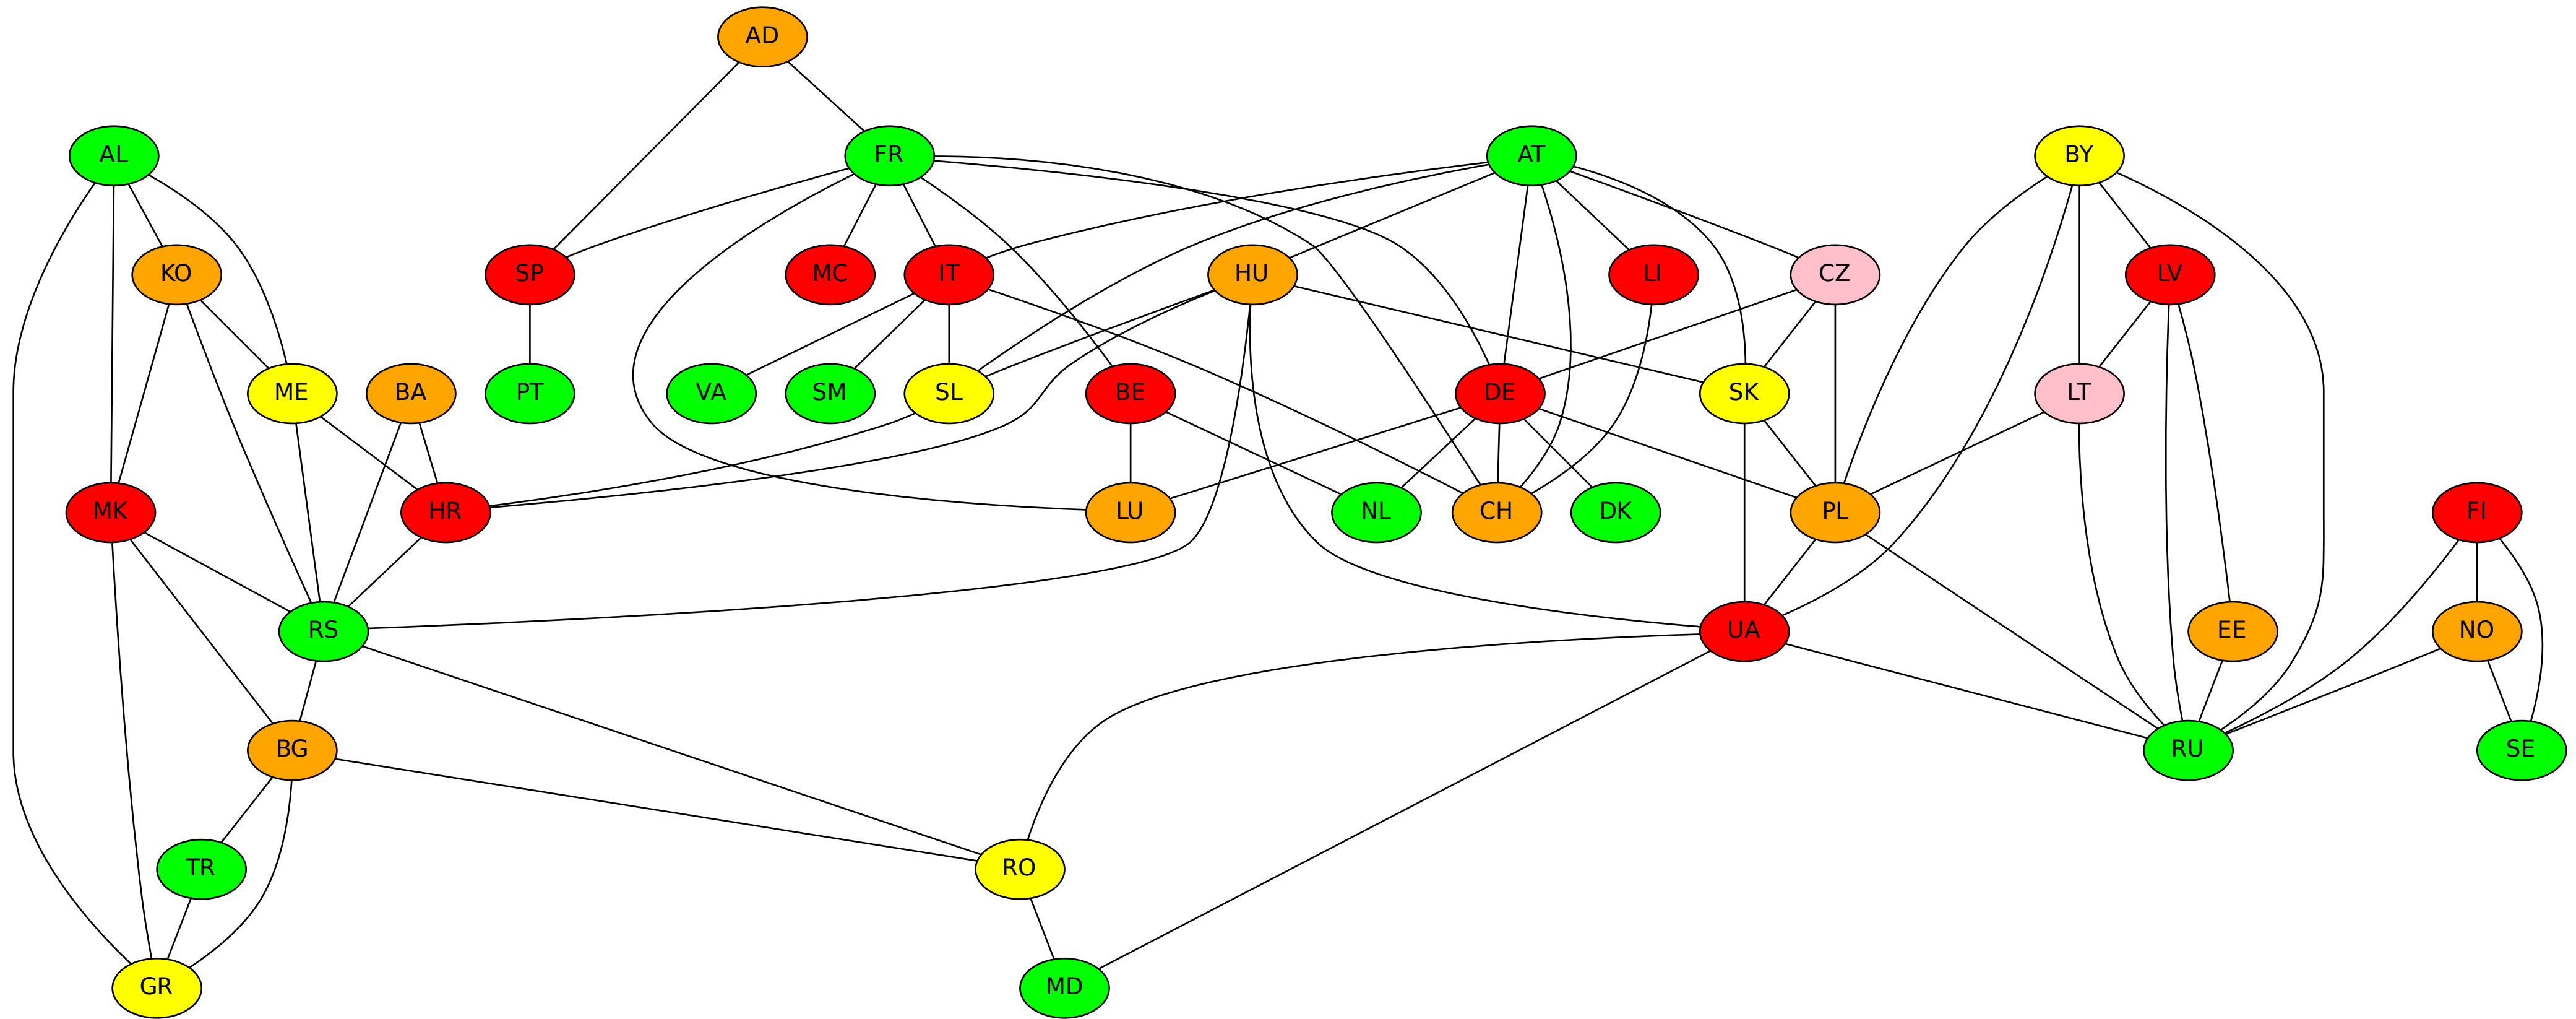 AD
AL
FR
AT
BY
KO
SP
MC
IT
HU
LI
CZ
LV
ME
BA
PT
VA
SM
SL
BE
DE
SK
LT
MK
HR
LU
NL
CH
DK
PL
FI
RS
UA
EE
NO
BG
RU
SE
TR
RO
GR
MD